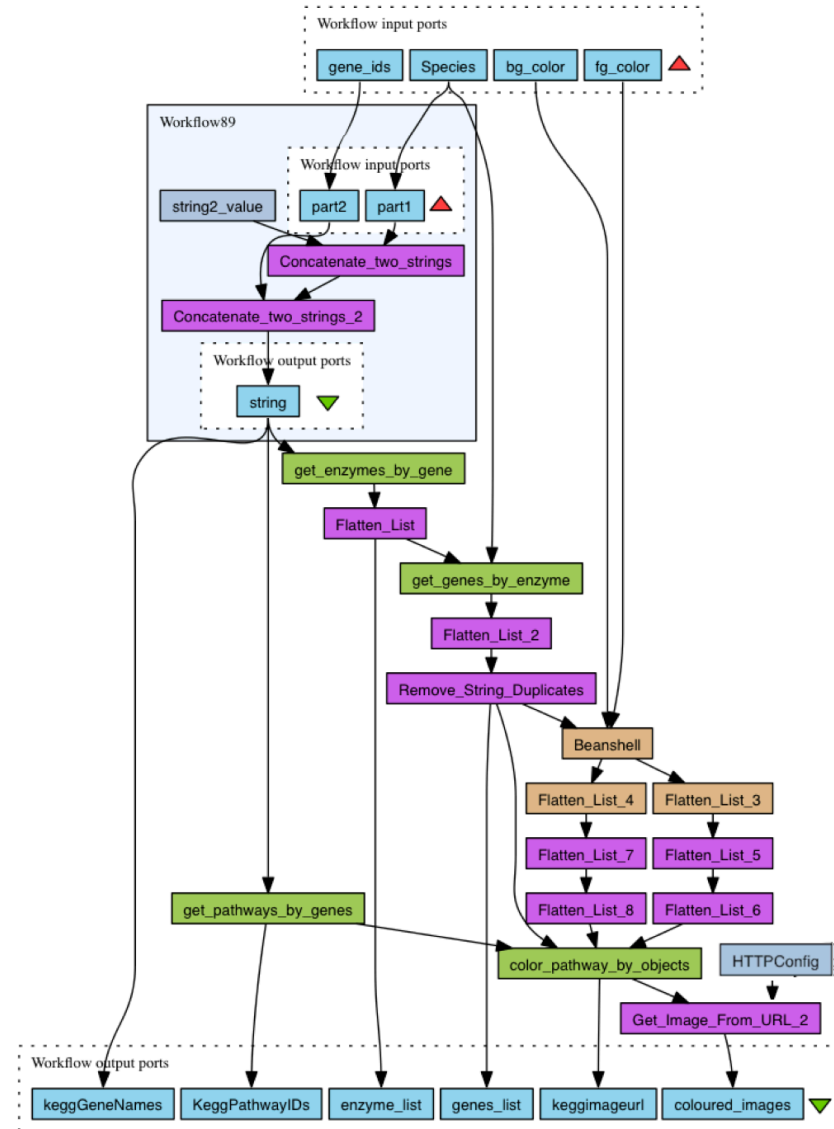 Workflow input ports
gene_ids
Species
bg_color
fg_color
Workflow89
Workflow input ports
string2_value
part2
part1
Concatenate_two_strings
Concatenate_two_strings_2
Workflow output ports
string
get_enzymes_by_gene
Flatten_List
get_genes_by_enzyme
Flatten_List_2
Remove_String_Duplicates
Beanshell
Flatten_List_4
Flatten_List_3
Flatten_List_7
Flatten_List_5
get_pathways_by_genes
Flatten_List_8
Flatten_List_6
color_pathway_by_objects
HTTPConfig
Get_Image_From_URL_2
Workflow output ports
keggGeneNames
KeggPathwayIDs
enzyme_list
genes_list
keggimageurl
coloured_images